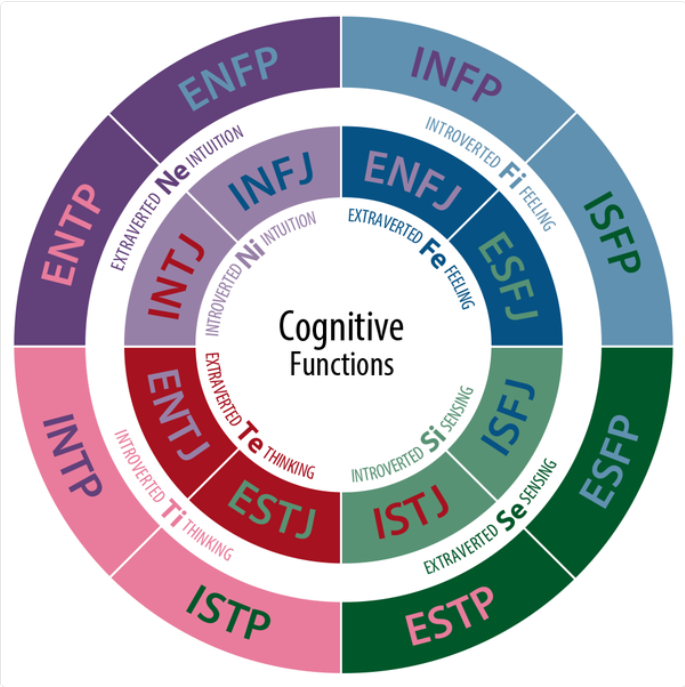 ENFP
INFP
ENTP
ISFP
INTP
ESFP
ISTP
ESTP
EXTRAVERTED Ne INTUITION
INTROVERTED Fi FEELING
INTROVERTED Ti THINKING
EXTRAVERTED Se SENSING
INFJ
ENFJ
INTJ
ESFJ
ENTJ
ISFJ
ESTJ
ISTJ
INTROVERTED Ni INTUITION
EXTRAVERTED Fe FEELING
EXTRAVERTED Te THINKING
INTROVERTED Si SENSING
Cognitive
Functions